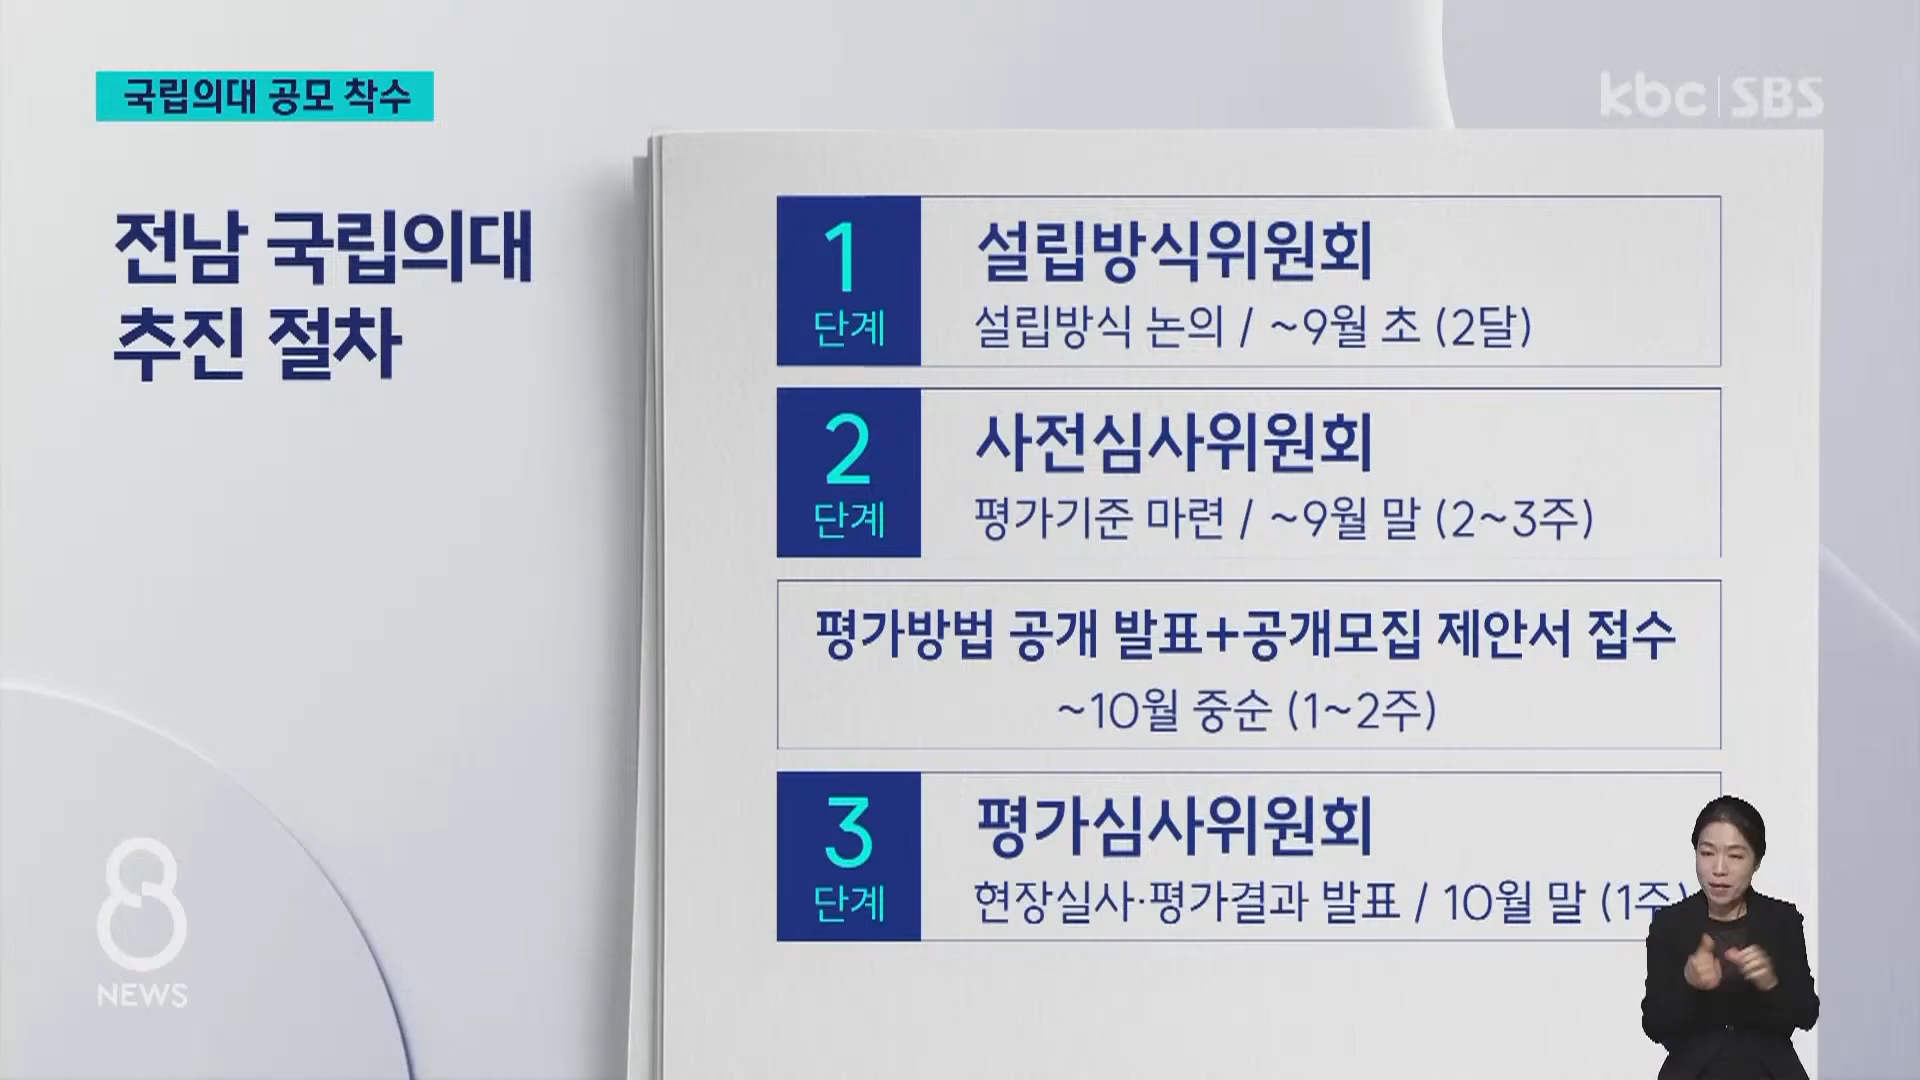 국립의대 공모 착수
kbc SBS
전남 국립의대
추진 절차
1
단계
설립방식위원회
설립방식 논의 / ~9월 초 (2달)
2
단계
사전심사위원회
평가기준 마련 / ~9월 말 (2~3주)
평가방법 공개 발표+공개모집 제안서 접수
~10월 중순 (1~2주)
3
단계
평가심사위원회
현장실사·평가결과 발표 / 10월 말 (1주)
8
NEWS